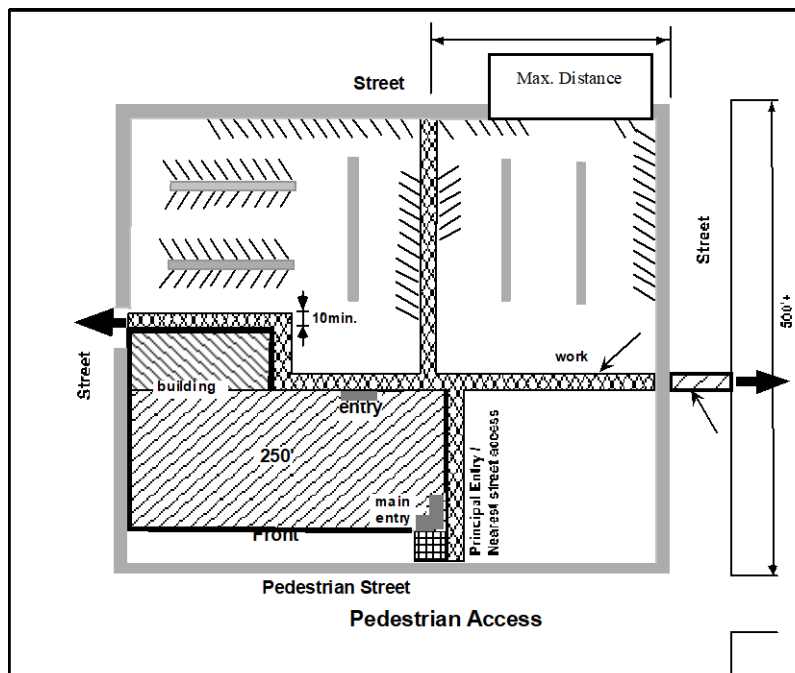 Max. Distance
Street
Street
500'+
10min.
work
Street
building
entry
250'
Principal Entry /
Nearest street access
main
entry
Front
Pedestrian Street
Pedestrian Access